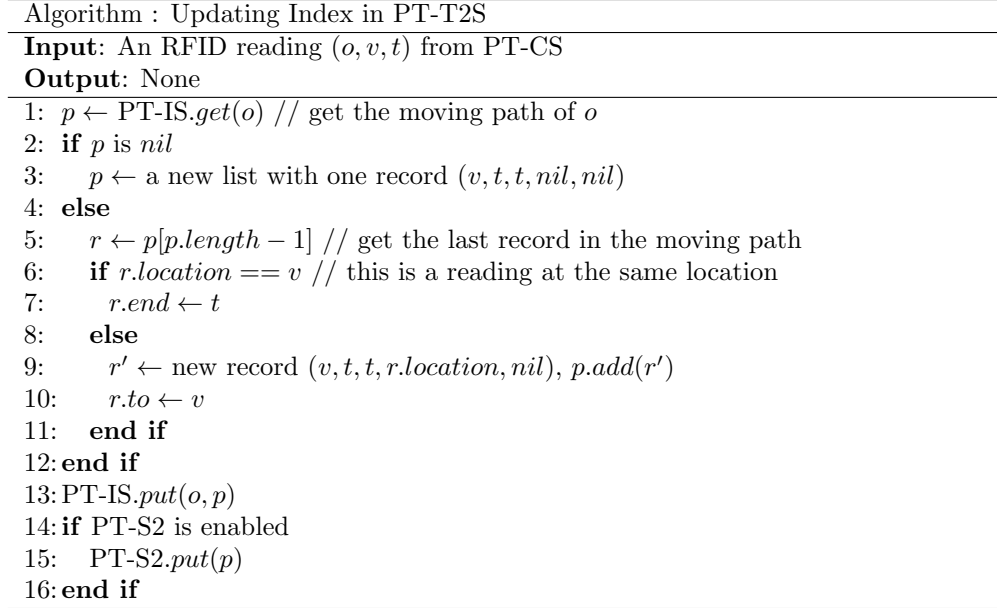 Algorithm : Updating Index in PT-T2S
Input: An RFID reading (o, v, t) from PT-CS
Output: None
1: p ← PT-IS.get(o) // get the moving path of o
2: if p is nil
3: p ← a new list with one record (v, t, t, nil, nil)
4: else
5: r ← p[p.length − 1] // get the last record in the moving path
6: if r.location == v // this is a reading at the same location
7: r.end ← t
8: else
9: r′ ← new record (v, t, t, r.location, nil), p.add(r′)
10: r.to ← v
11: end if
12: end if
13: PT-IS.put(o, p)
14: if PT-S2 is enabled
15: PT-S2.put(p)
16: end if